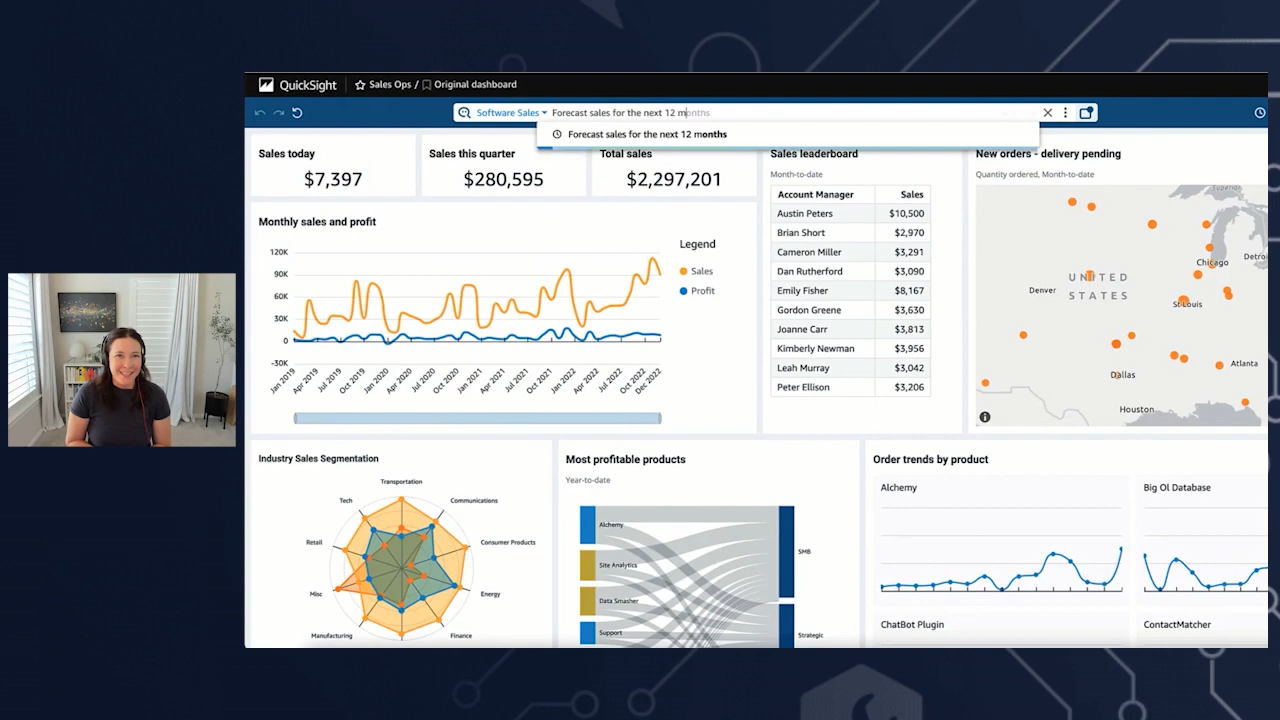 QuickSight
Sales Ops / Original dashboard
Software Sales Forecast sales for the next 12 months
Forecast sales for the next 12 months
Sales today
$7,397
Sales this quarter
$280,595
Total sales
$2,297,201
Monthly sales and profit
120K
90K
60K
30K
0
-30K
Jan 2019
Apr 2019
Jul 2019
Oct 2019
Jan 2020
Apr 2020
Jul 2020
Oct 2020
Jan 2021
Apr 2021
Jul 2021
Oct 2021
Jan 2022
Apr 2022
Jul 2022
Oct 2022
Dec 2022
Legend
Sales
Profit
Sales leaderboard
Month-to-date
Account Manager Sales
Austin Peters $10,500
Brian Short $2,970
Cameron Miller $3,291
Dan Rutherford $3,090
Emily Fisher $8,167
Gordon Greene $3,630
Joanne Carr $3,813
Kimberly Newman $3,956
Leah Murray $3,042
Peter Ellison $3,206
New orders - delivery pending
Quantity ordered, Month-to-date
Superior
Chicago
Detroi
UNITED
STATES
Denver
St Louis
Atlanta
Dallas
Houston
Industry Sales Segmentation
Transportation
Tech
Communications
Retail
Consumer Products
Misc
Energy
Manufacturing
Finance
Most profitable products
Year-to-date
Alchemy
Site Analytics
Data Smasher
Support
SMB
Strategic
Order trends by product
Alchemy
Big Ol Database
ChatBot Plugin
ContactMatcher